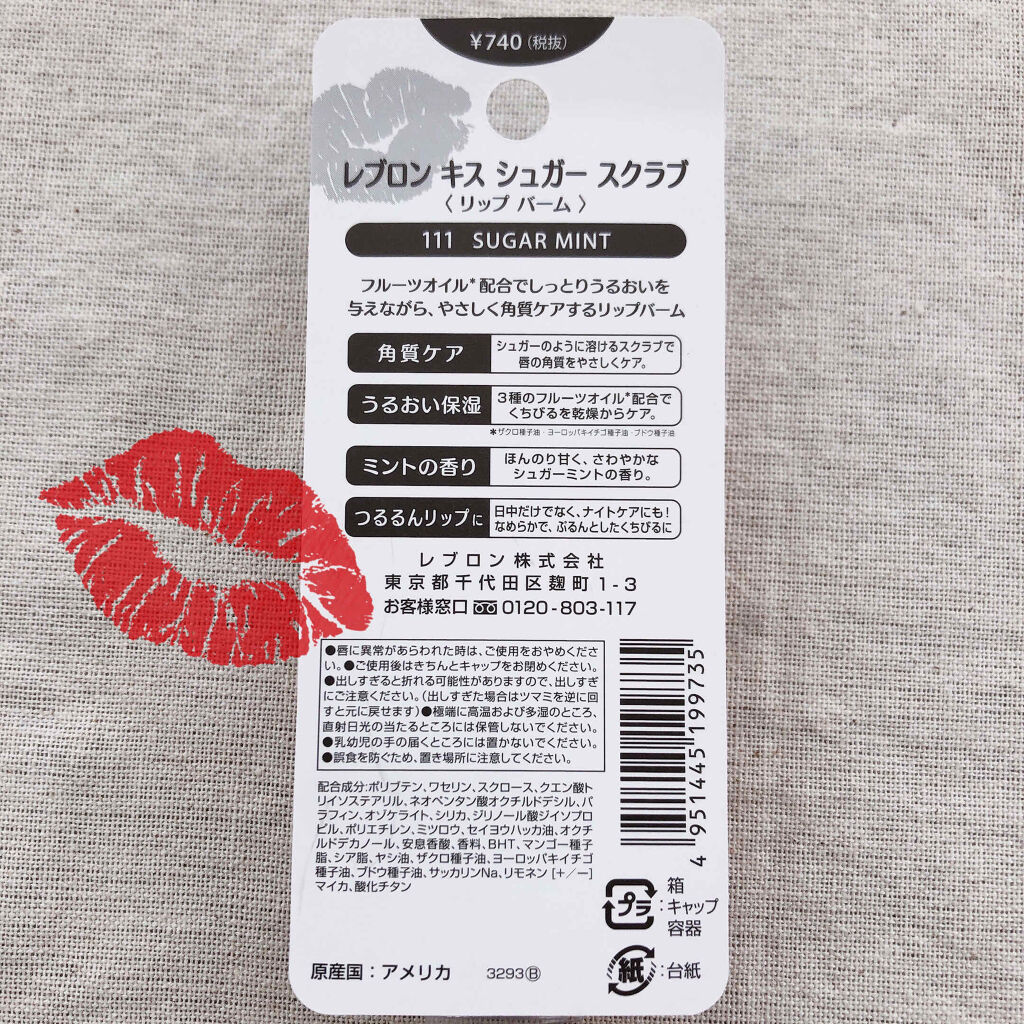 ¥740（税抜）
レブロン キス シュガー スクラブ
〈 リップ バーム 〉
111 SUGAR MINT
フルーツオイル*配合でしっとりうるおいを
与えながら、やさしく角質ケアするリップバーム
角質ケア
シュガーのように溶けるスクラブで
唇の角質をやさしくケア。
うるおい保湿
3種のフルーツオイル*配合で
くちびるを乾燥からケア。
*ザクロ種子油・ヨーロッパキイチゴ種子油・ブドウ種子油
ミントの香り
ほんのり甘く、さわやかな
シュガーミントの香り。
つるるんリップに
日中だけでなく、ナイトケアにも!
なめらかで、ぷるんとしたくちびるに
レブロン株式会社
東京都千代田区麹町1-3
お客様窓口 0120-803-117
●唇に異常があらわれた時は、ご使用をおやめくださ
い。●ご使用後はきちんとキャップをお閉めください。
●出しすぎると折れる可能性がありますので、出しすぎ
にご注意ください。（出しすぎた場合はツマミを逆に回
すと元に戻せます）●極端に高温および多湿のところ、
直射日光の当たるところには保管しないでください。
●乳幼児の手の届くところには置かないでください。
●誤食を防ぐため、置き場所に注意してください。
配合成分:ポリブテン、ワセリン、スクロース、クエン酸ト
リイソステアリル、ネオペンタン酸オクチルドデシル、パ
ラフィン、オゾケライト、シリカ、ジリノール酸ジイソプロ
ピル、ポリエチレン、ミツロウ、セイヨウハッカ油、オクチ
ルドデカノール、安息香酸、香料、BHT、マンゴー種子
脂、シア脂、ヤシ油、ザクロ種子油、ヨーロッパキイチゴ
種子油、ブドウ種子油、サッカリンNa、リモネン [+/ー]
マイカ、酸化チタン
4 951445 199735
プラ
:
箱
キャップ
容器
紙
:台紙
原産国：アメリカ
3293Ⓑ